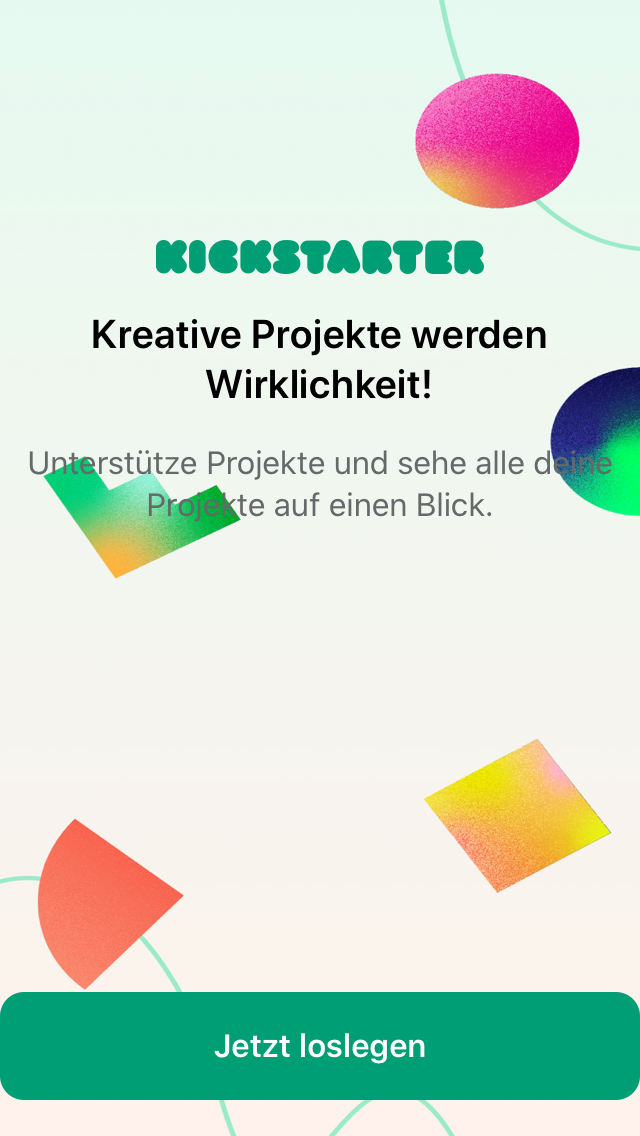 KICKSTARTER
Kreative Projekte werden
Wirklichkeit!
Unterstütze Projekte und sehe alle deine
Projekte auf einen Blick.
Jetzt loslegen